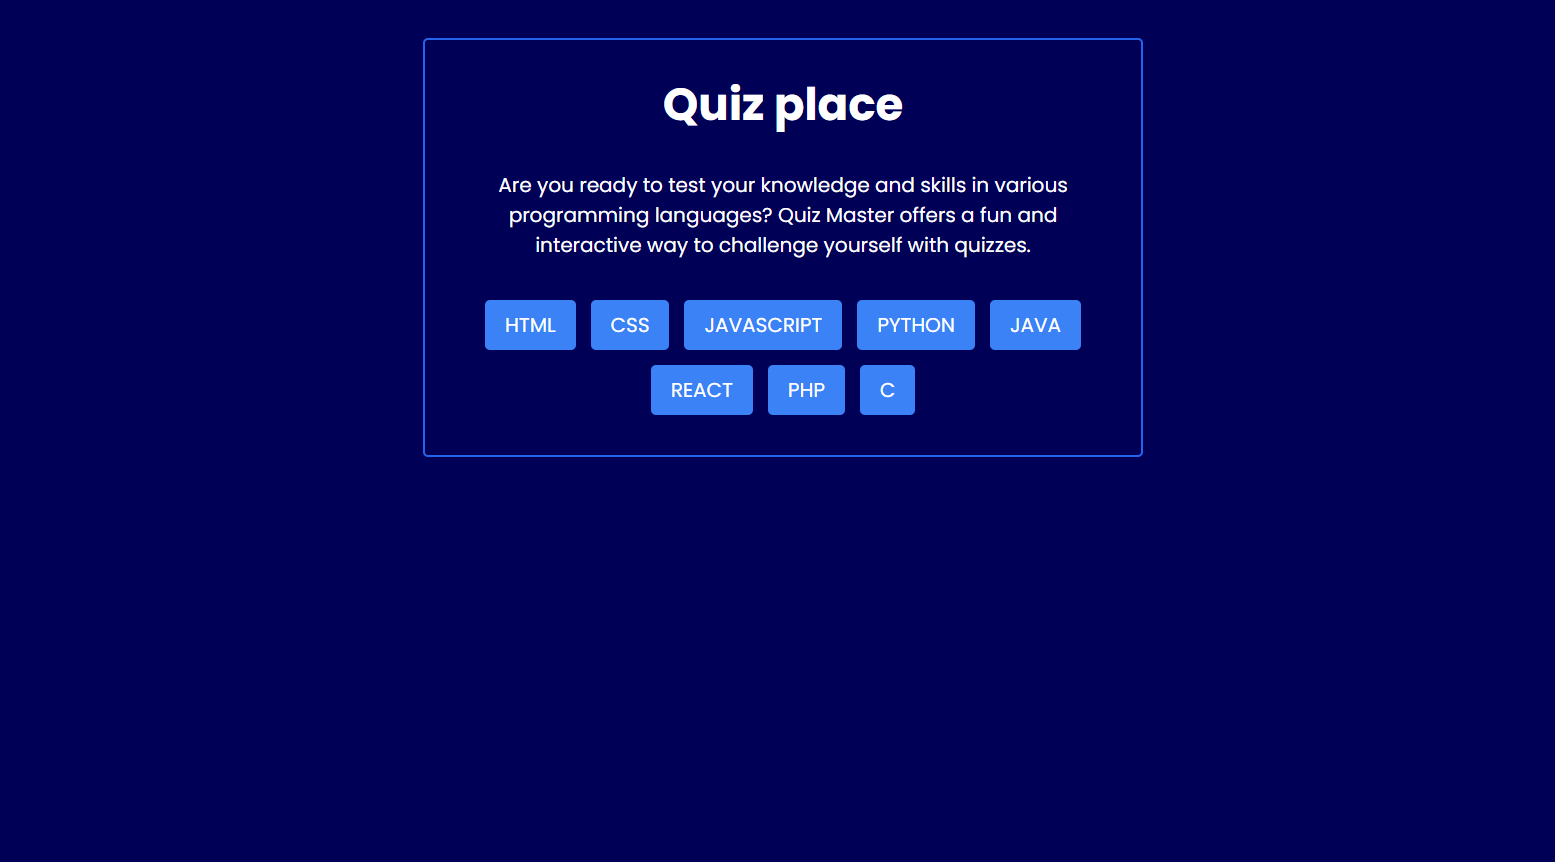 Quiz place
Are you ready to test your knowledge and skills in various
programming languages? Quiz Master offers a fun and
interactive way to challenge yourself with quizzes.
HTML CSS JAVASCRIPT PYTHON JAVA
REACT PHP C